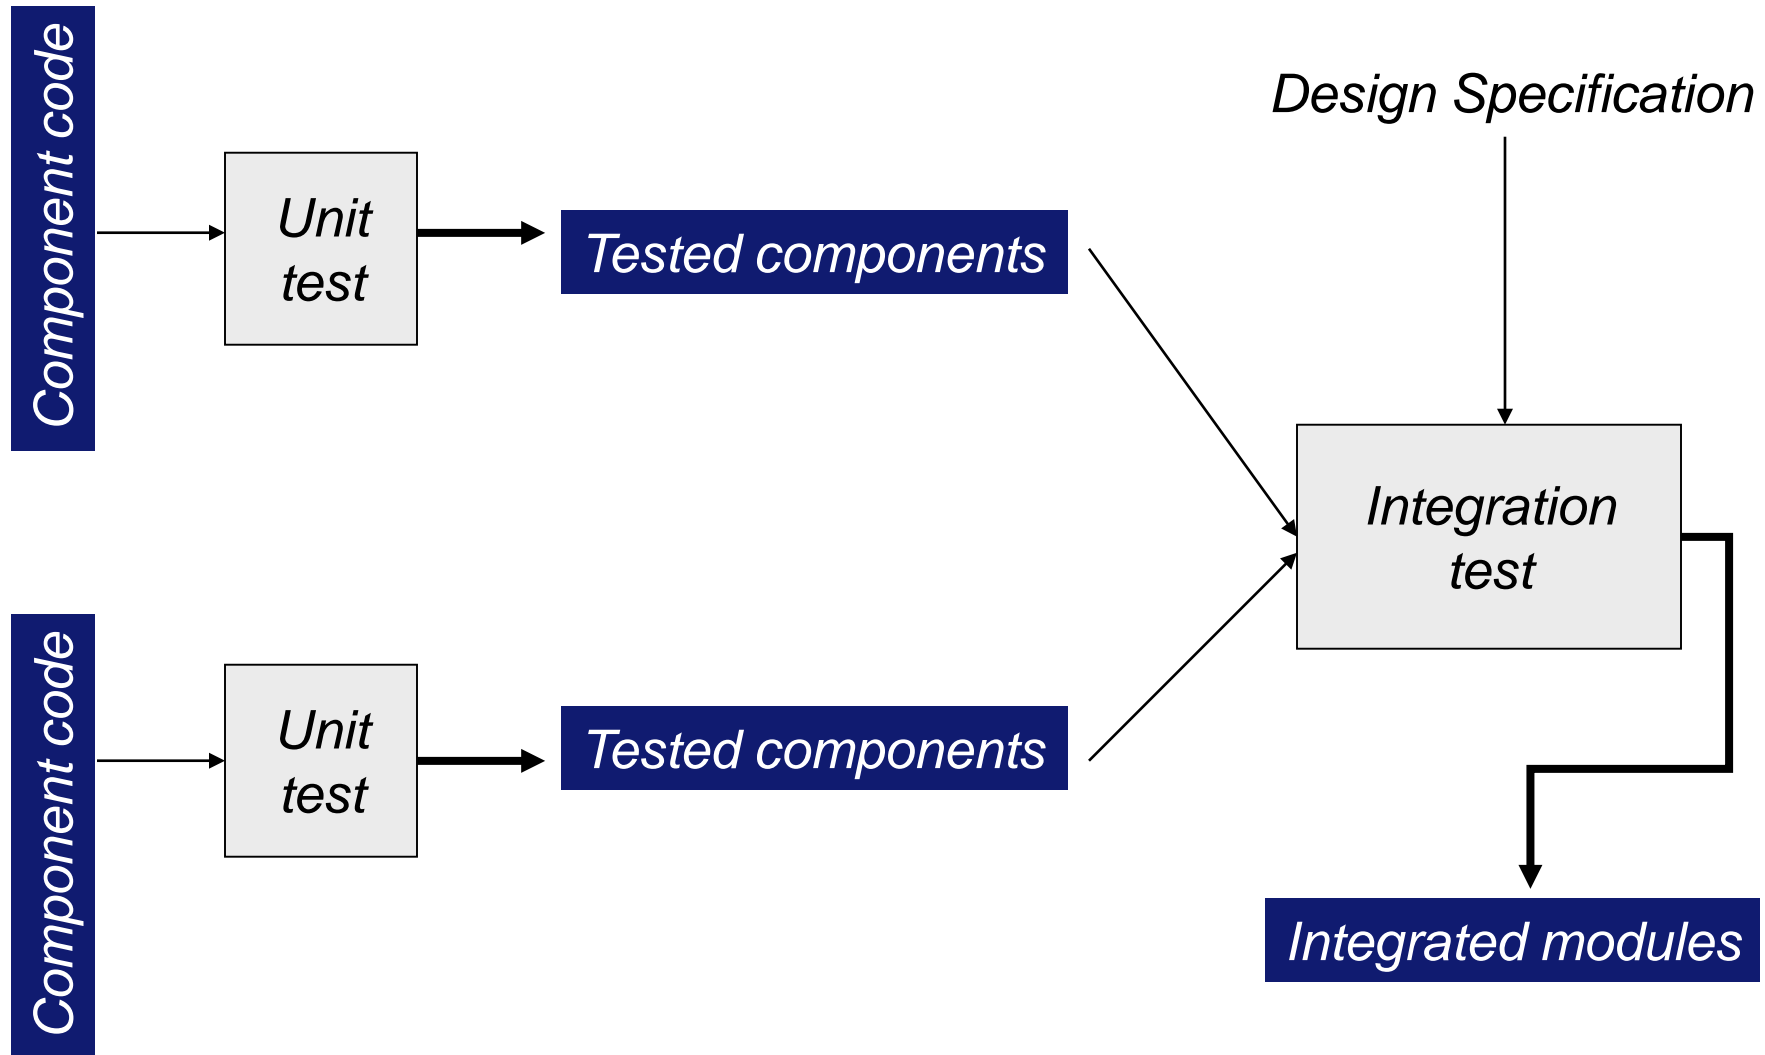 Component code
Unit
test
Tested components
Design Specification
Integration
test
Component code
Unit
test
Tested components
Integrated modules